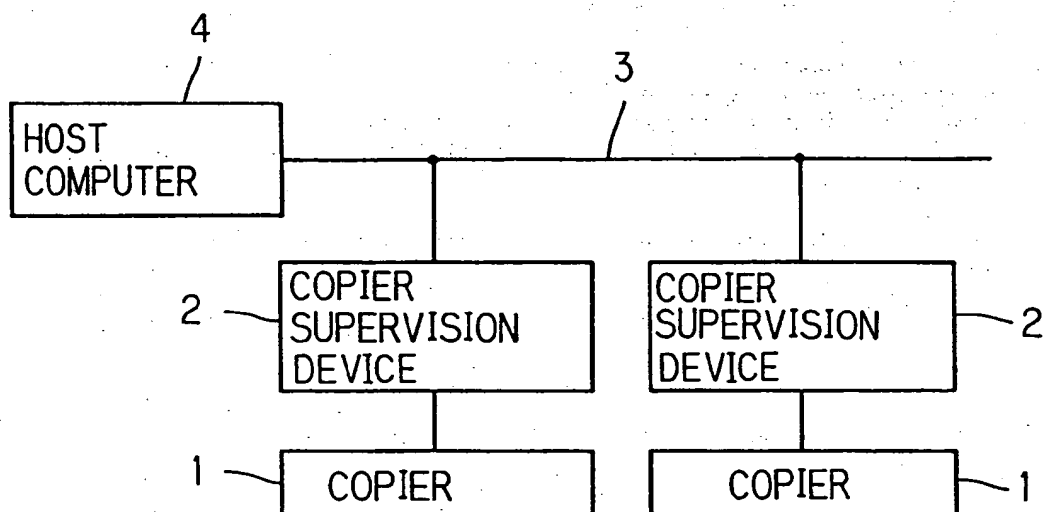 4
3
HOST
COMPUTER
COPIER
SUPERVISION
DEVICE
2
COPIER
SUPERVISION
DEVICE
2
1
COPIER
COPIER
1